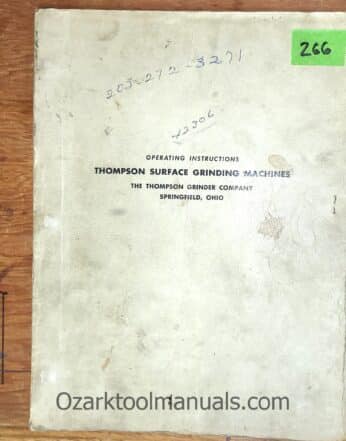 266
203-272-3271
42306
OPERATING INSTRUCTIONS
THOMPSON SURFACE GRINDING MACHINES
THE THOMPSON GRINDER COMPANY
SPRINGFIELD, OHIO
Ozarktoolmanuals.com